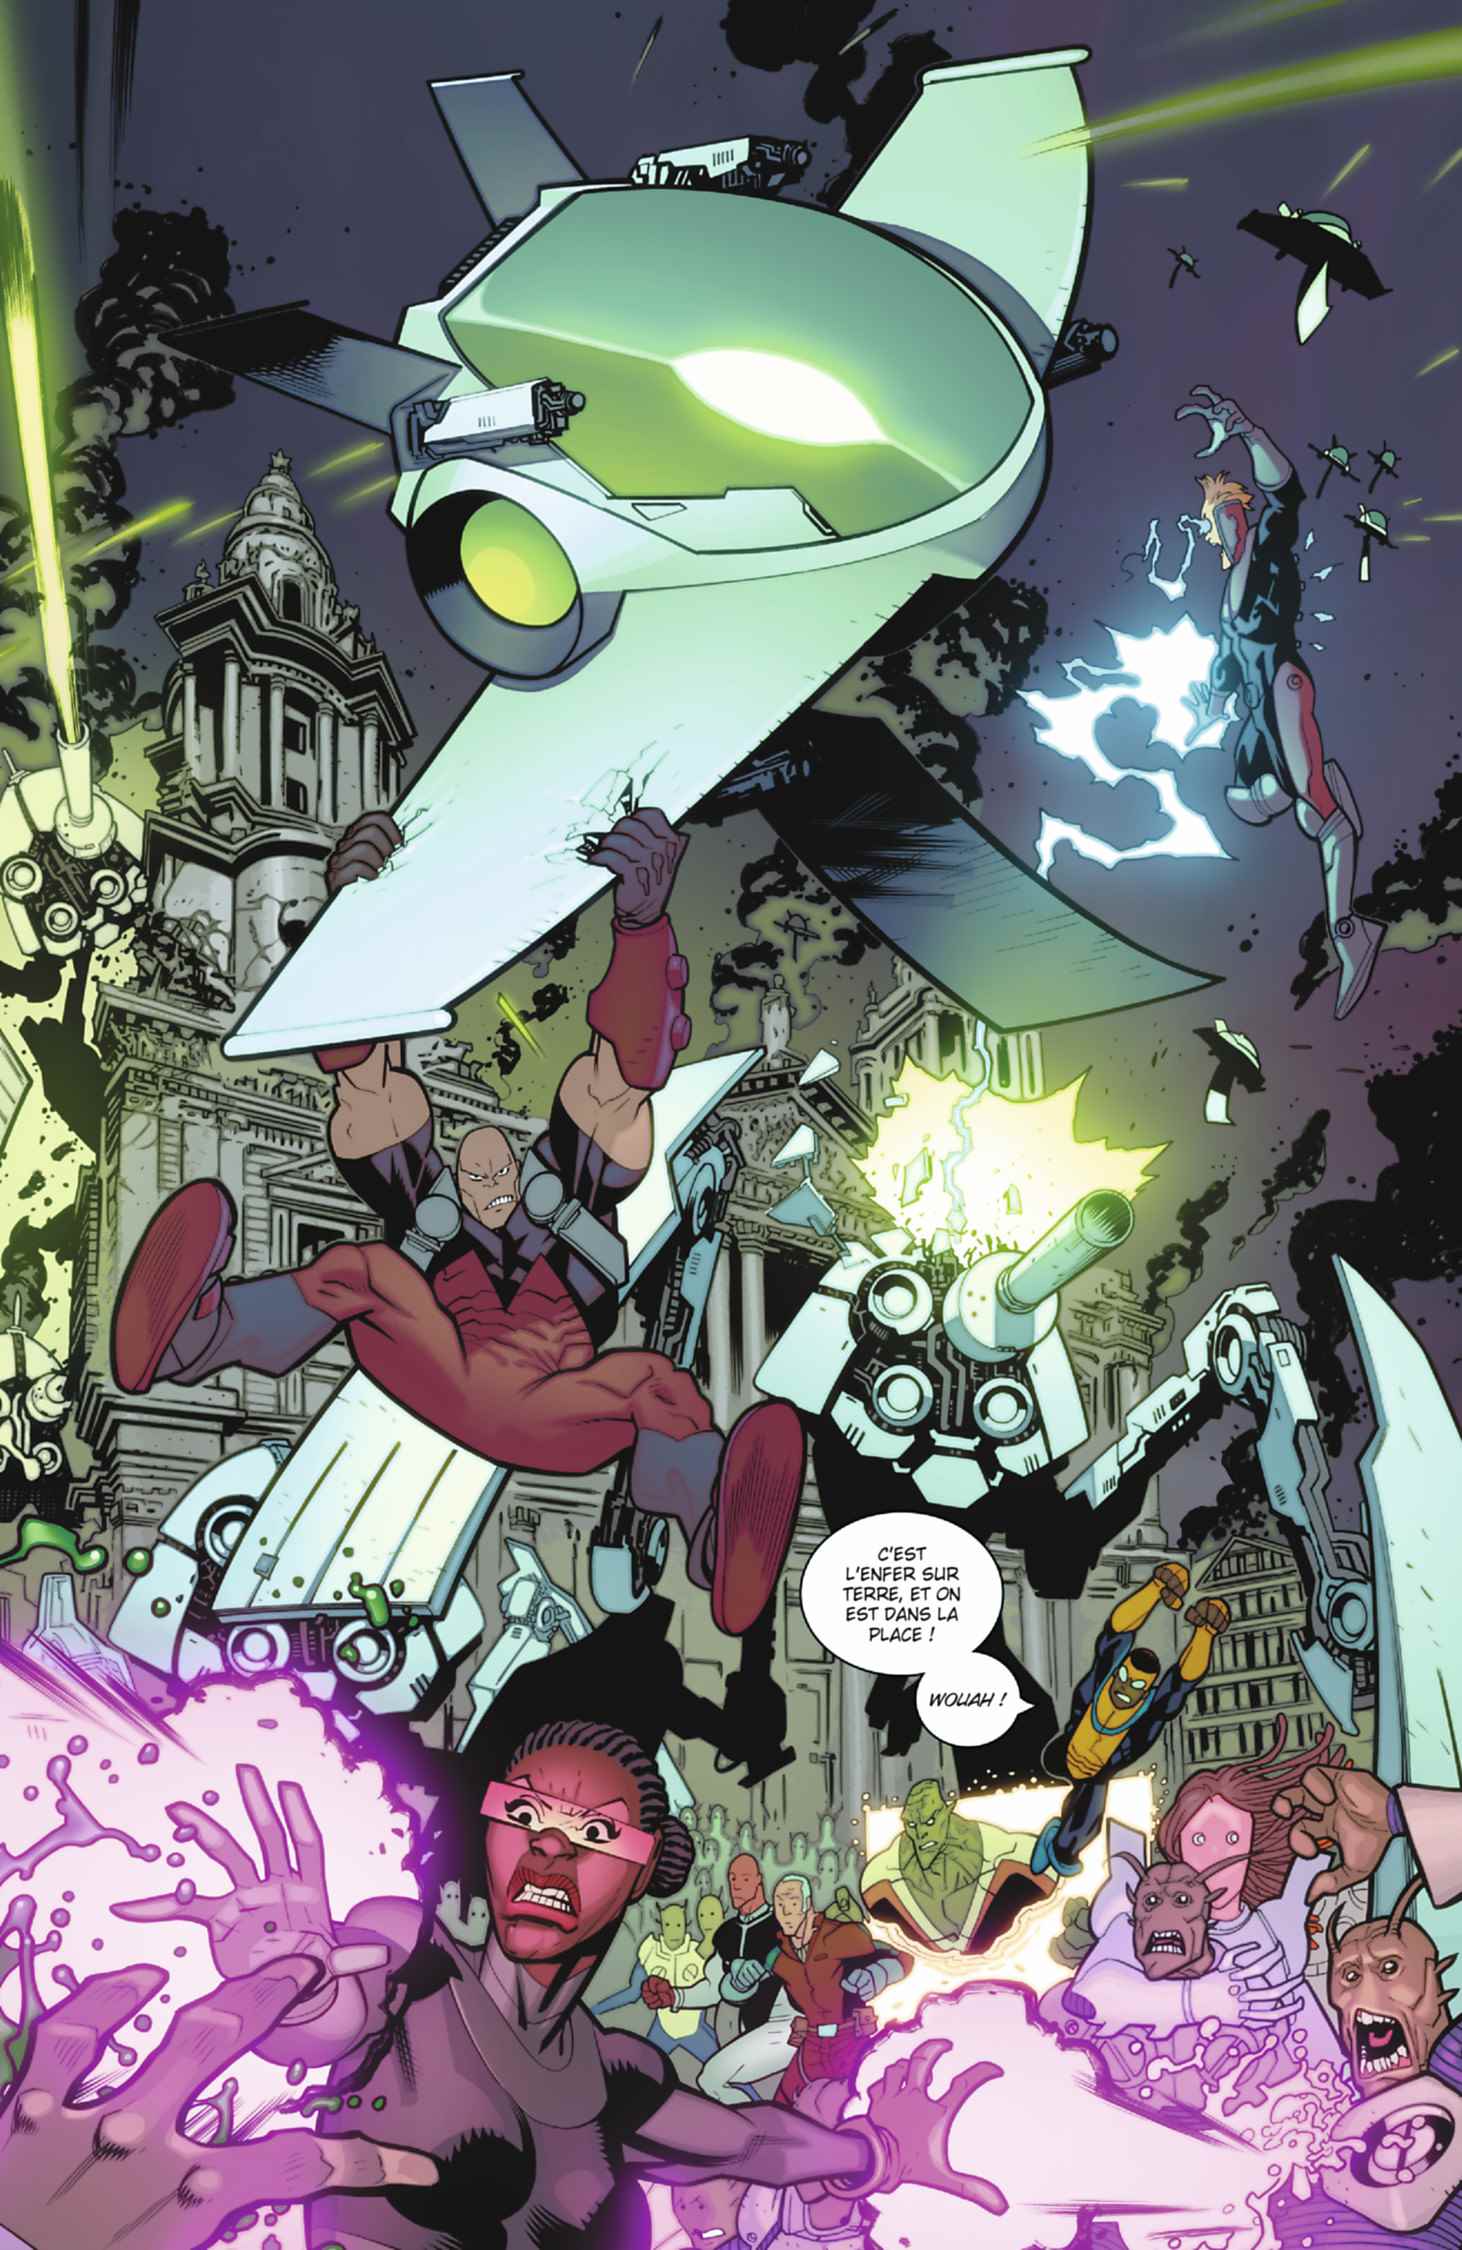 C'EST
L'ENFER SUR
TERRE, ET ON
EST DANS LA
PLACE !
WOUAH !